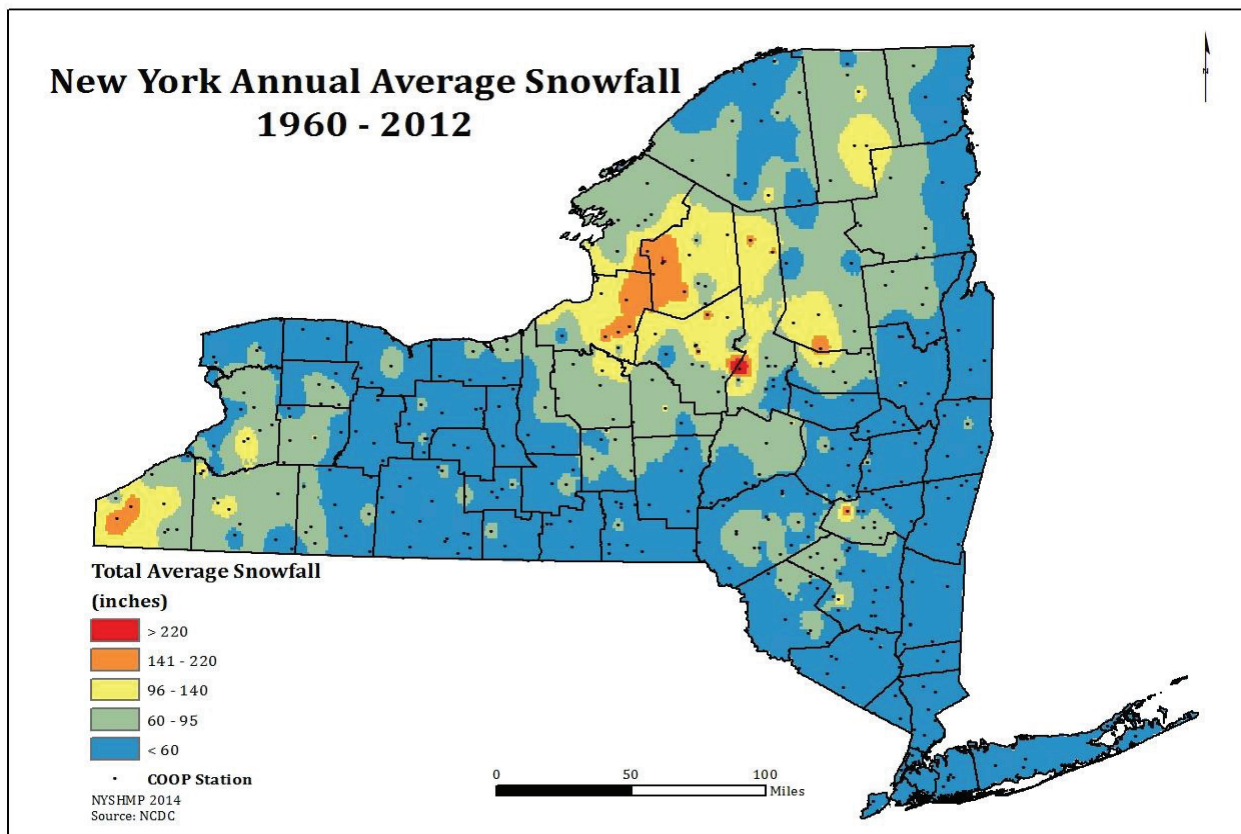 New York Annual Average Snowfall
1960 - 2012
N
Total Average Snowfall
(inches)
> 220
141 - 220
96 - 140
60 - 95
< 60
COOP Station
NYSHMP 2014
Source: NCDC
0 50 100
Miles